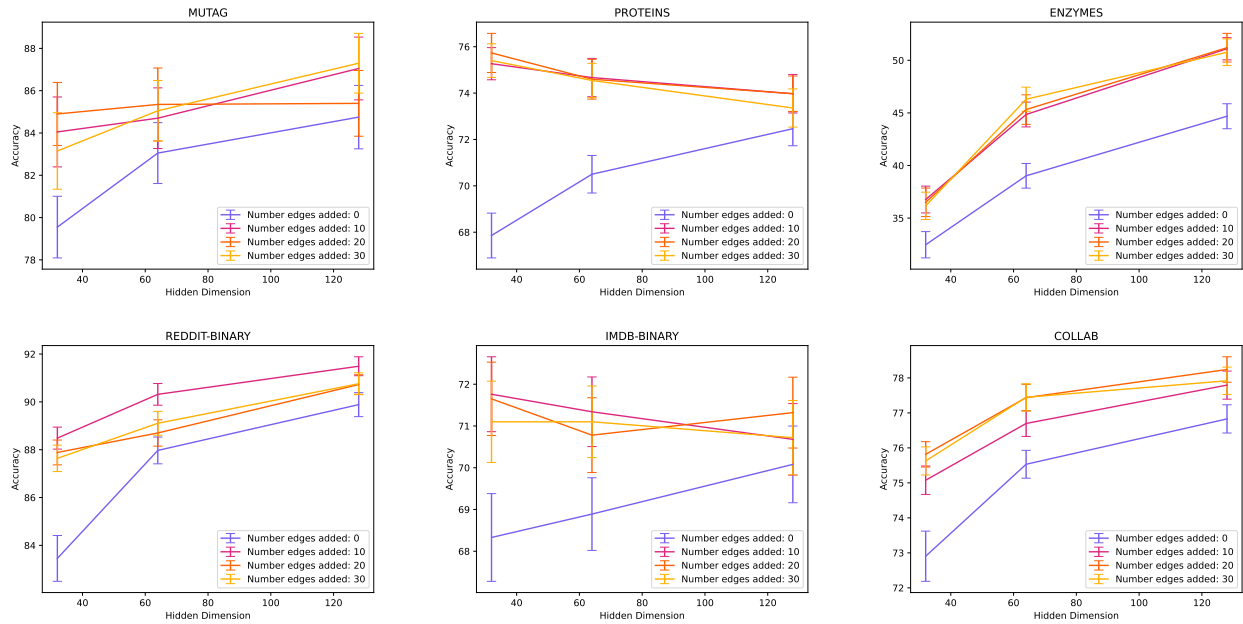 MUTAG
Accuracy
88
86
84
82
80
78
40 60 80 100 120
Hidden Dimension
Number edges added: 0
Number edges added: 10
Number edges added: 20
Number edges added: 30
PROTEINS
Accuracy
76
74
72
70
68
40 60 80 100 120
Hidden Dimension
Number edges added: 0
Number edges added: 10
Number edges added: 20
Number edges added: 30
ENZYMES
Accuracy
50
45
40
35
40 60 80 100 120
Hidden Dimension
Number edges added: 0
Number edges added: 10
Number edges added: 20
Number edges added: 30
REDDIT-BINARY
Accuracy
92
90
88
86
84
40 60 80 100 120
Hidden Dimension
Number edges added: 0
Number edges added: 10
Number edges added: 20
Number edges added: 30
IMDB-BINARY
Accuracy
72
71
70
69
68
40 60 80 100 120
Hidden Dimension
Number edges added: 0
Number edges added: 10
Number edges added: 20
Number edges added: 30
COLLAB
Accuracy
78
77
76
75
74
73
72
40 60 80 100 120
Hidden Dimension
Number edges added: 0
Number edges added: 10
Number edges added: 20
Number edges added: 30